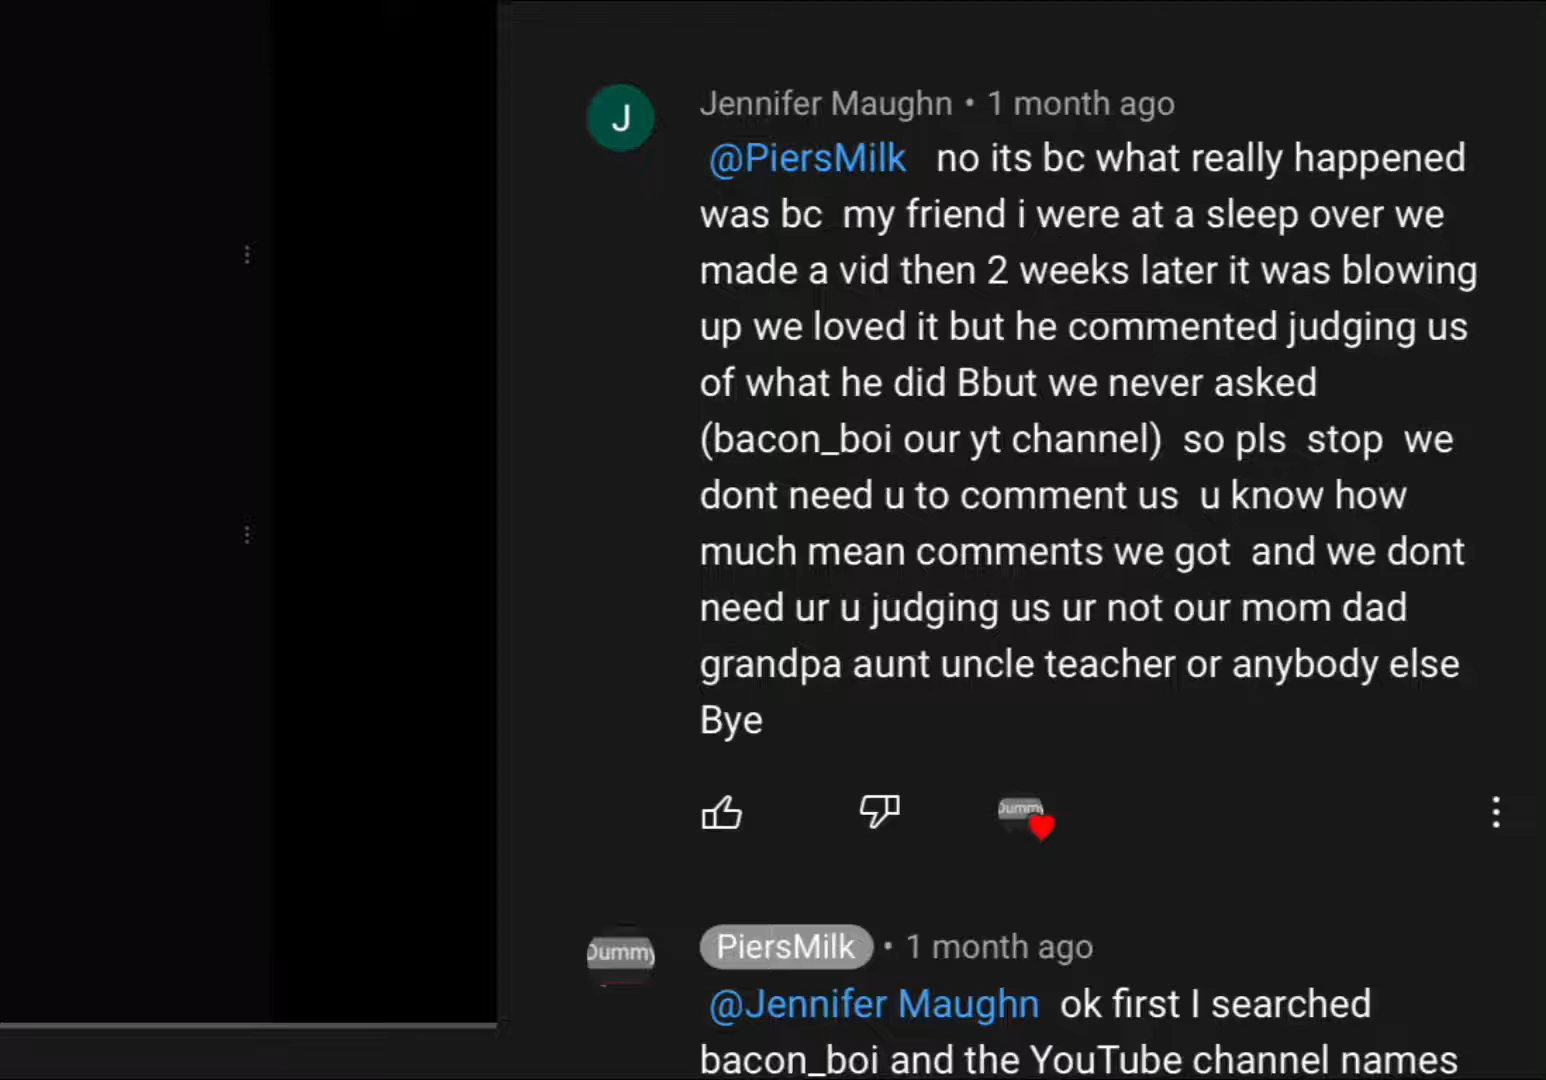 J
Jennifer Maughn • 1 month ago
@PiersMilk no its bc what really happened
was bc my friend i were at a sleep over we
made a vid then 2 weeks later it was blowing
up we loved it but he commented judging us
of what he did Bbut we never asked
(bacon_boi our yt channel) so pls stop we
dont need u to comment us u know how
much mean comments we got and we dont
need ur u judging us ur not our mom dad
grandpa aunt uncle teacher or anybody else
Bye
Dummy
Dummy
PiersMilk • 1 month ago
@Jennifer Maughn ok first I searched
bacon_boi and the YouTube channel names